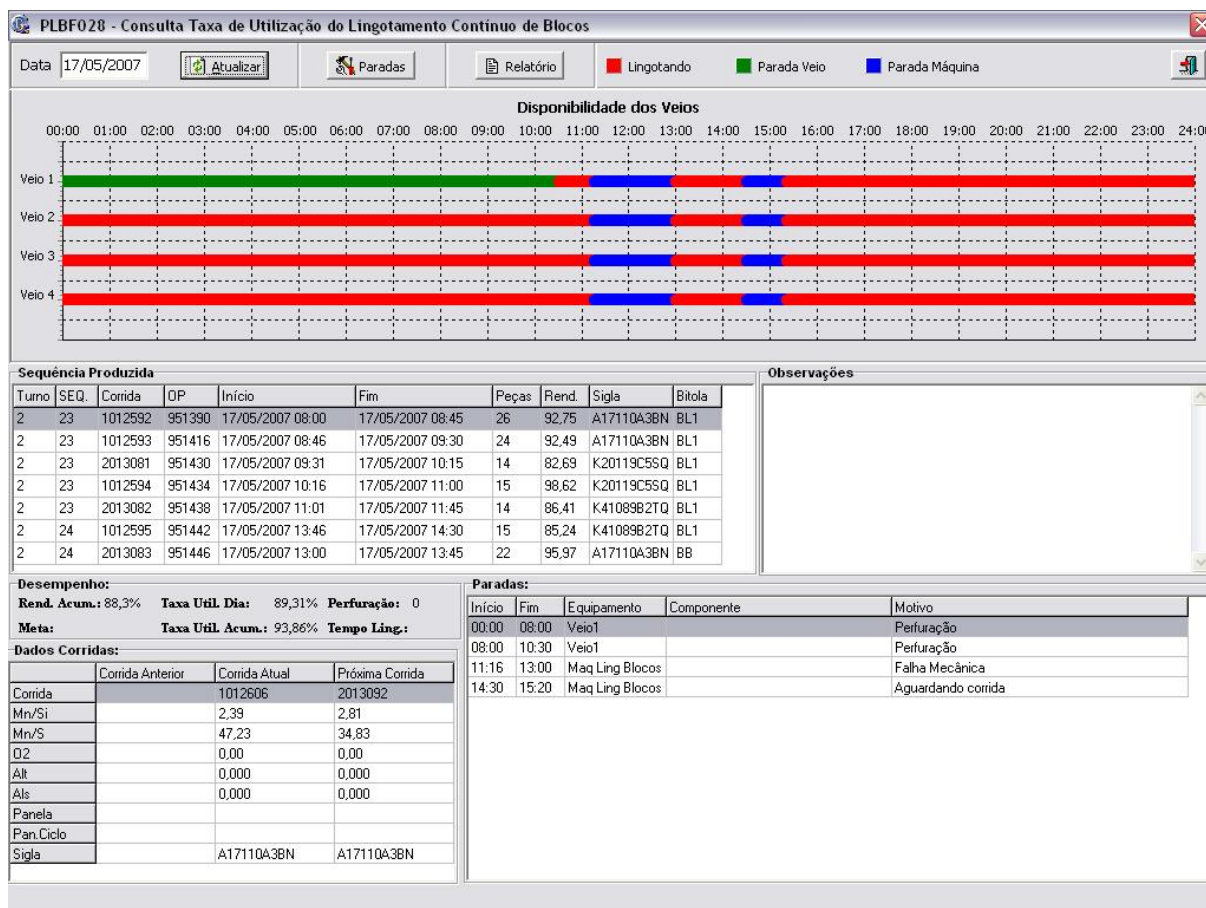 PLBF028 - Consulta Taxa de Utilização do Lingotamento Contínuo de Blocos
Data 17/05/2007 Atualizar Paradas Relatório Lingotando Parada Veio Parada Máquina
Disponibilidade dos Veios
00:00 01:00 02:00 03:00 04:00 05:00 06:00 07:00 08:00 09:00 10:00 11:00 12:00 13:00 14:00 15:00 16:00 17:00 18:00 19:00 20:00 21:00 22:00 23:00 24:0
Veio 1
Veio 2
Veio 3
Veio 4
Sequência Produzida
Turno SEQ. Corrida OP Início Fim Peças Rend. Sigla Bitola
2 23 1012592 951390 17/05/2007 08:00 17/05/2007 08:45 26 92,75 A17110A3BN BL1
2 23 1012593 951416 17/05/2007 08:46 17/05/2007 09:30 24 92,49 A17110A3BN BL1
2 23 2013081 951430 17/05/2007 09:31 17/05/2007 10:15 14 82,69 K20119C5SQ BL1
2 23 1012594 951434 17/05/2007 10:16 17/05/2007 11:00 15 98,62 K20119C5SQ BL1
2 23 2013082 951438 17/05/2007 11:01 17/05/2007 11:45 14 86,41 K41089B2TQ BL1
2 24 1012595 951442 17/05/2007 13:46 17/05/2007 14:30 15 85,24 K41089B2TQ BL1
2 24 2013083 951446 17/05/2007 13:00 17/05/2007 13:45 22 95,97 A17110A3BN BB
Observações
Desempenho:
Rend. Acum.: 88,3% Taxa Util. Dia: 89,31% Perfuração: 0
Meta: Taxa Util. Acum.: 93,86% Tempo Ling.:
Dados Corridas:
Corrida Anterior Corrida Atual Próxima Corrida
Corrida 1012606 2013092
Mn/Si 2,39 2,81
Mn/S 47,23 34,83
O2 0,00 0,00
Alt 0,000 0,000
Als 0,000 0,000
Panela
Pan.Ciclo
Sigla A17110A3BN A17110A3BN
Paradas:
Início Fim Equipamento Componente Motivo
00:00 08:00 Veio1 Perfuração
08:00 10:30 Veio1 Perfuração
11:16 13:00 Maq Ling Blocos Falha Mecânica
14:30 15:20 Maq Ling Blocos Aguardando corrida